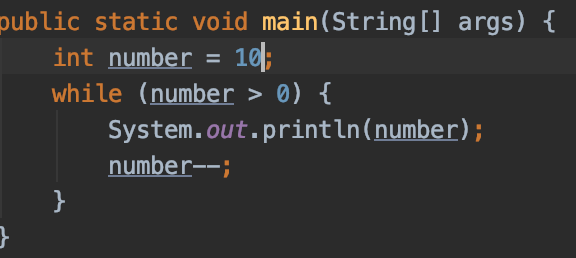 public static void main(String[] args) {
int number = 10;
while (number > 0) {
System.out.println(number);
number--;
}
}